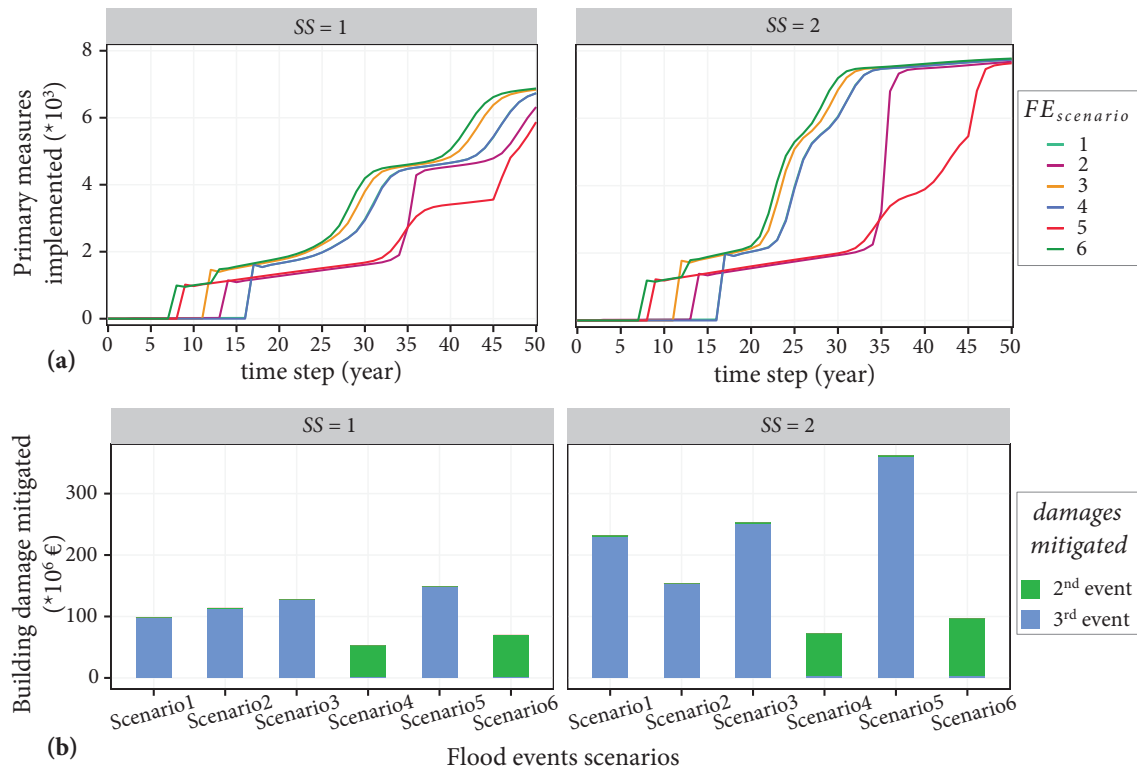 SS = 1
SS = 2
Primary measures
implemented (*10³)
8
6
4
2
0
0 5 10 15 20 25 30 35 40 45 50
0 5 10 15 20 25 30 35 40 45 50
time step (year)
time step (year)
(a)
FEscenario
1
2
3
4
5
6
SS = 1
SS = 2
Building damage mitigated
(*10⁶ €)
300
200
100
0
Scenario1 Scenario2 Scenario3 Scenario4 Scenario5 Scenario6
Scenario1 Scenario2 Scenario3 Scenario4 Scenario5 Scenario6
(b)
Flood events scenarios
damages
mitigated
2nd event
3rd event